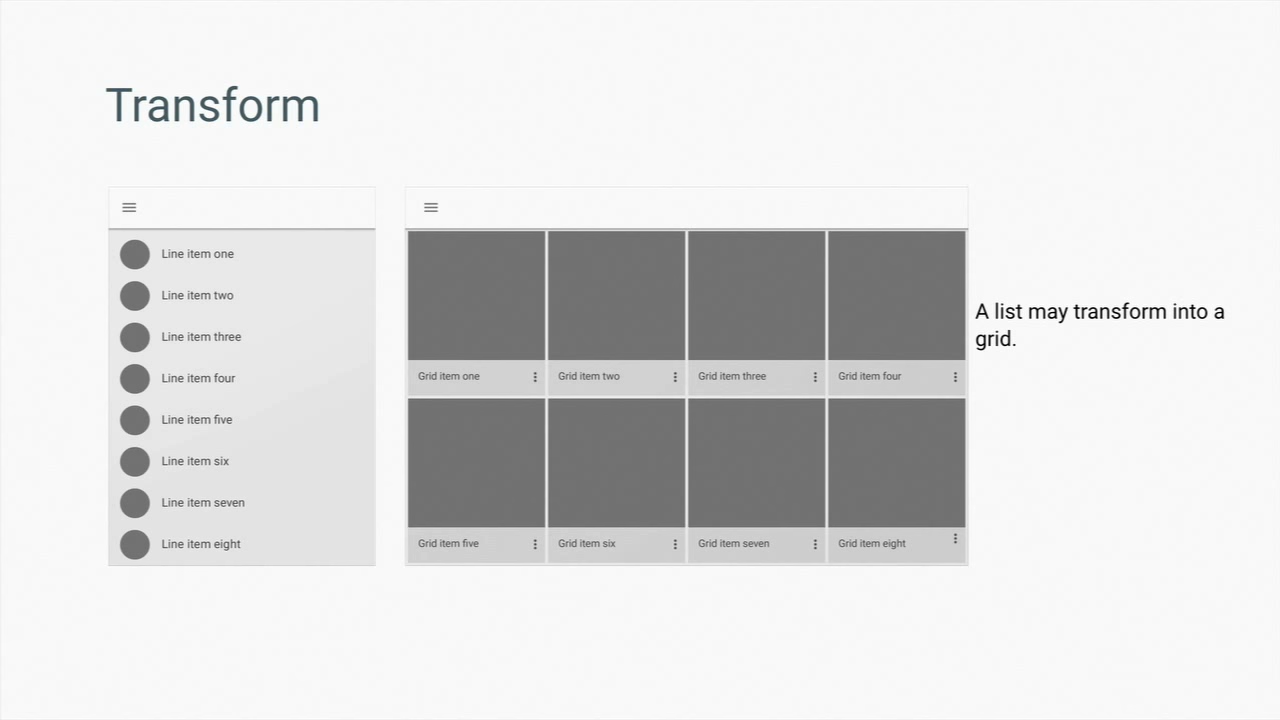 Transform
Line item one
Line item two
Line item three
Line item four
Line item five
Line item six
Line item seven
Line item eight
Grid item one
Grid item two
Grid item three
Grid item four
Grid item five
Grid item six
Grid item seven
Grid item eight
A list may transform into a
grid.